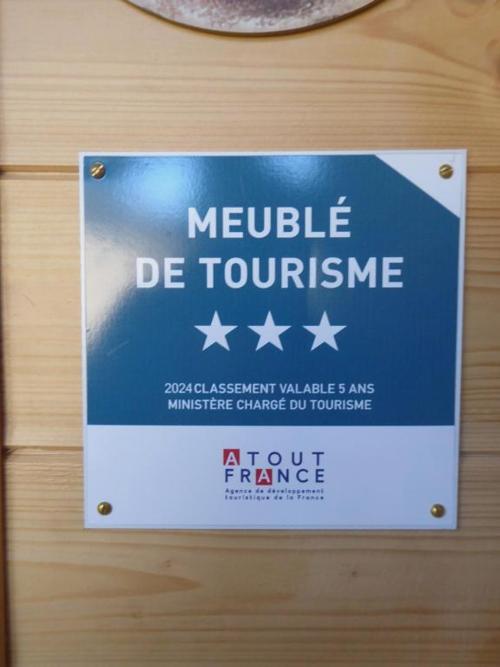 MEUBLÉ
DE TOURISME
2024 CLASSEMENT VALABLE 5 ANS
MINISTÈRE CHARGÉ DU TOURISME
ATOUT
FRANCE
Agence de développement
touristique de la France